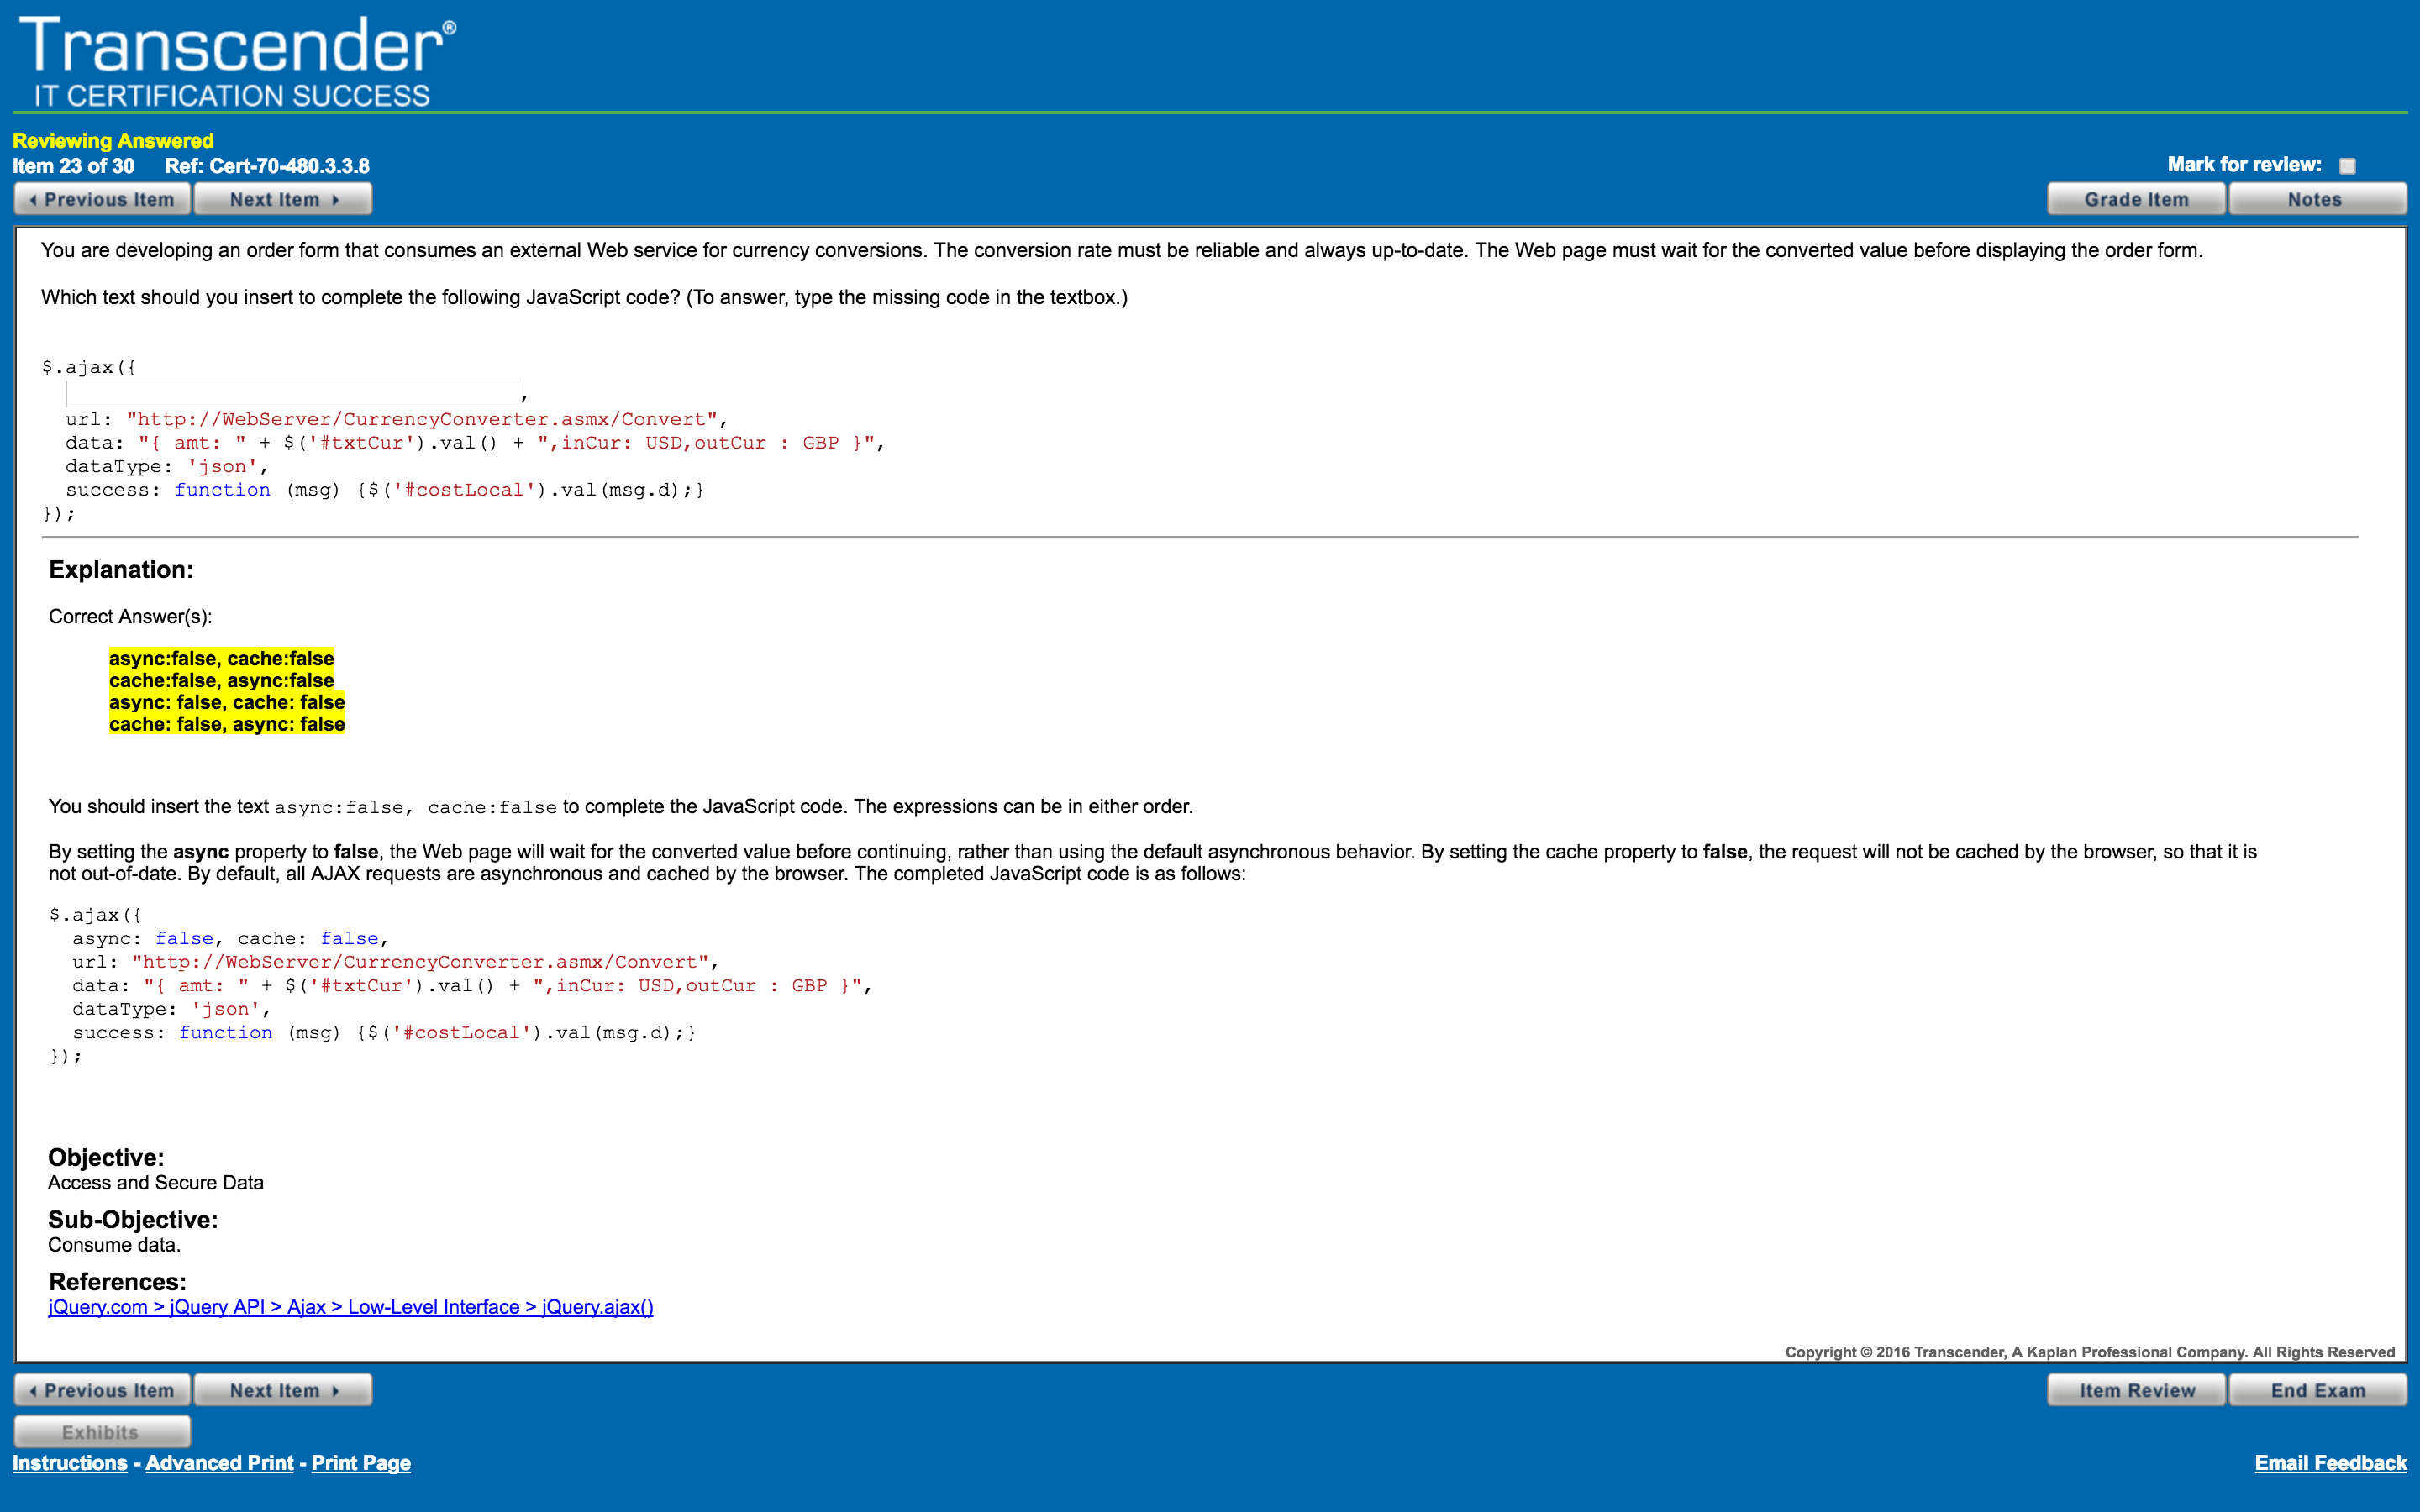 Transcender®
IT CERTIFICATION SUCCESS
Reviewing Answered
Item 23 of 30 Ref: Cert-70-480.3.3.8
Mark for review:
Previous Item Next Item Grade Item Notes
You are developing an order form that consumes an external Web service for currency conversions. The conversion rate must be reliable and always up-to-date. The Web page must wait for the converted value before displaying the order form.
Which text should you insert to complete the following JavaScript code? (To answer, type the missing code in the textbox.)
$.ajax({
,
url: "http://WebServer/CurrencyConverter.asmx/Convert",
data: "{ amt: " + $('#txtCur').val() + ",inCur: USD,outCur : GBP }",
dataType: 'json',
success: function (msg) {$('#costLocal').val(msg.d);}
});
Explanation:
Correct Answer(s):
async:false, cache:false
cache:false, async:false
async: false, cache: false
cache: false, async: false
You should insert the text async:false, cache:false to complete the JavaScript code. The expressions can be in either order.
By setting the async property to false, the Web page will wait for the converted value before continuing, rather than using the default asynchronous behavior. By setting the cache property to false, the request will not be cached by the browser, so that it is
not out-of-date. By default, all AJAX requests are asynchronous and cached by the browser. The completed JavaScript code is as follows:
$.ajax({
async: false, cache: false,
url: "http://WebServer/CurrencyConverter.asmx/Convert",
data: "{ amt: " + $('#txtCur').val() + ",inCur: USD,outCur : GBP }",
dataType: 'json',
success: function (msg) {$('#costLocal').val(msg.d);}
});
Objective:
Access and Secure Data
Sub-Objective:
Consume data.
References:
jQuery.com > jQuery API > Ajax > Low-Level Interface > jQuery.ajax()
Copyright © 2016 Transcender, A Kaplan Professional Company. All Rights Reserved
Previous Item Next Item Item Review End Exam
Exhibits
Instructions - Advanced Print - Print Page Email Feedback